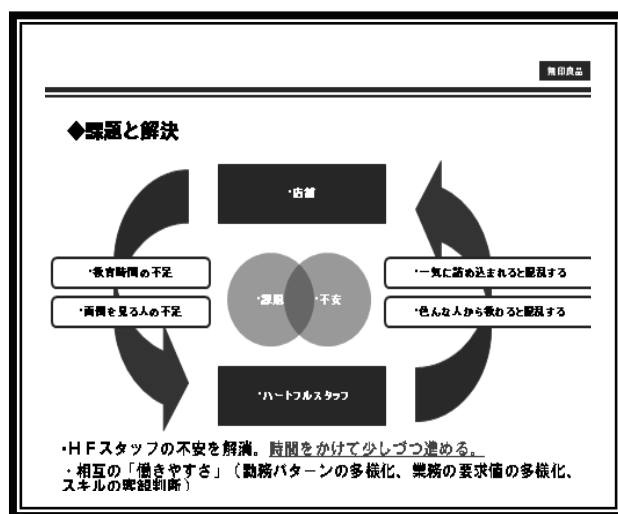 無印良品
◆課題と解決
・店舗
・教育時間の不足
・面倒を見る人の不足
・課題
・不安
・一気に詰め込まれると混乱する
・色んな人から教わると混乱する
・ハートフルスタッフ
・HFスタッフの不安を解消。時間をかけて少しづつ進める。
・相互の「働きやすさ」(勤務パターンの多様化、業務の要求値の多様化、
スキルの客観判断)